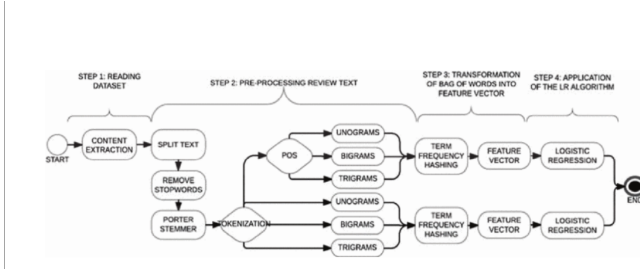 STEP 1: READING
DATASET
STEP 2: PRE-PROCESSING REVIEW TEXT
STEP 3: TRANSFORMATION
OF BAG OF WORDS INTO
FEATURE VECTOR
STEP 4: APPLICATION
OF THE LR ALGORITHM
START
CONTENT
EXTRACTION
SPLIT TEXT
REMOVE
STOPWORDS
PORTER
STEMMER
TOKENIZATION
POS
UNOGRAMS
BIGRAMS
TRIGRAMS
UNOGRAMS
BIGRAMS
TRIGRAMS
TERM
FREQUENCY
HASHING
FEATURE
VECTOR
LOGISTIC
REGRESSION
TERM
FREQUENCY
HASHING
FEATURE
VECTOR
LOGISTIC
REGRESSION
END